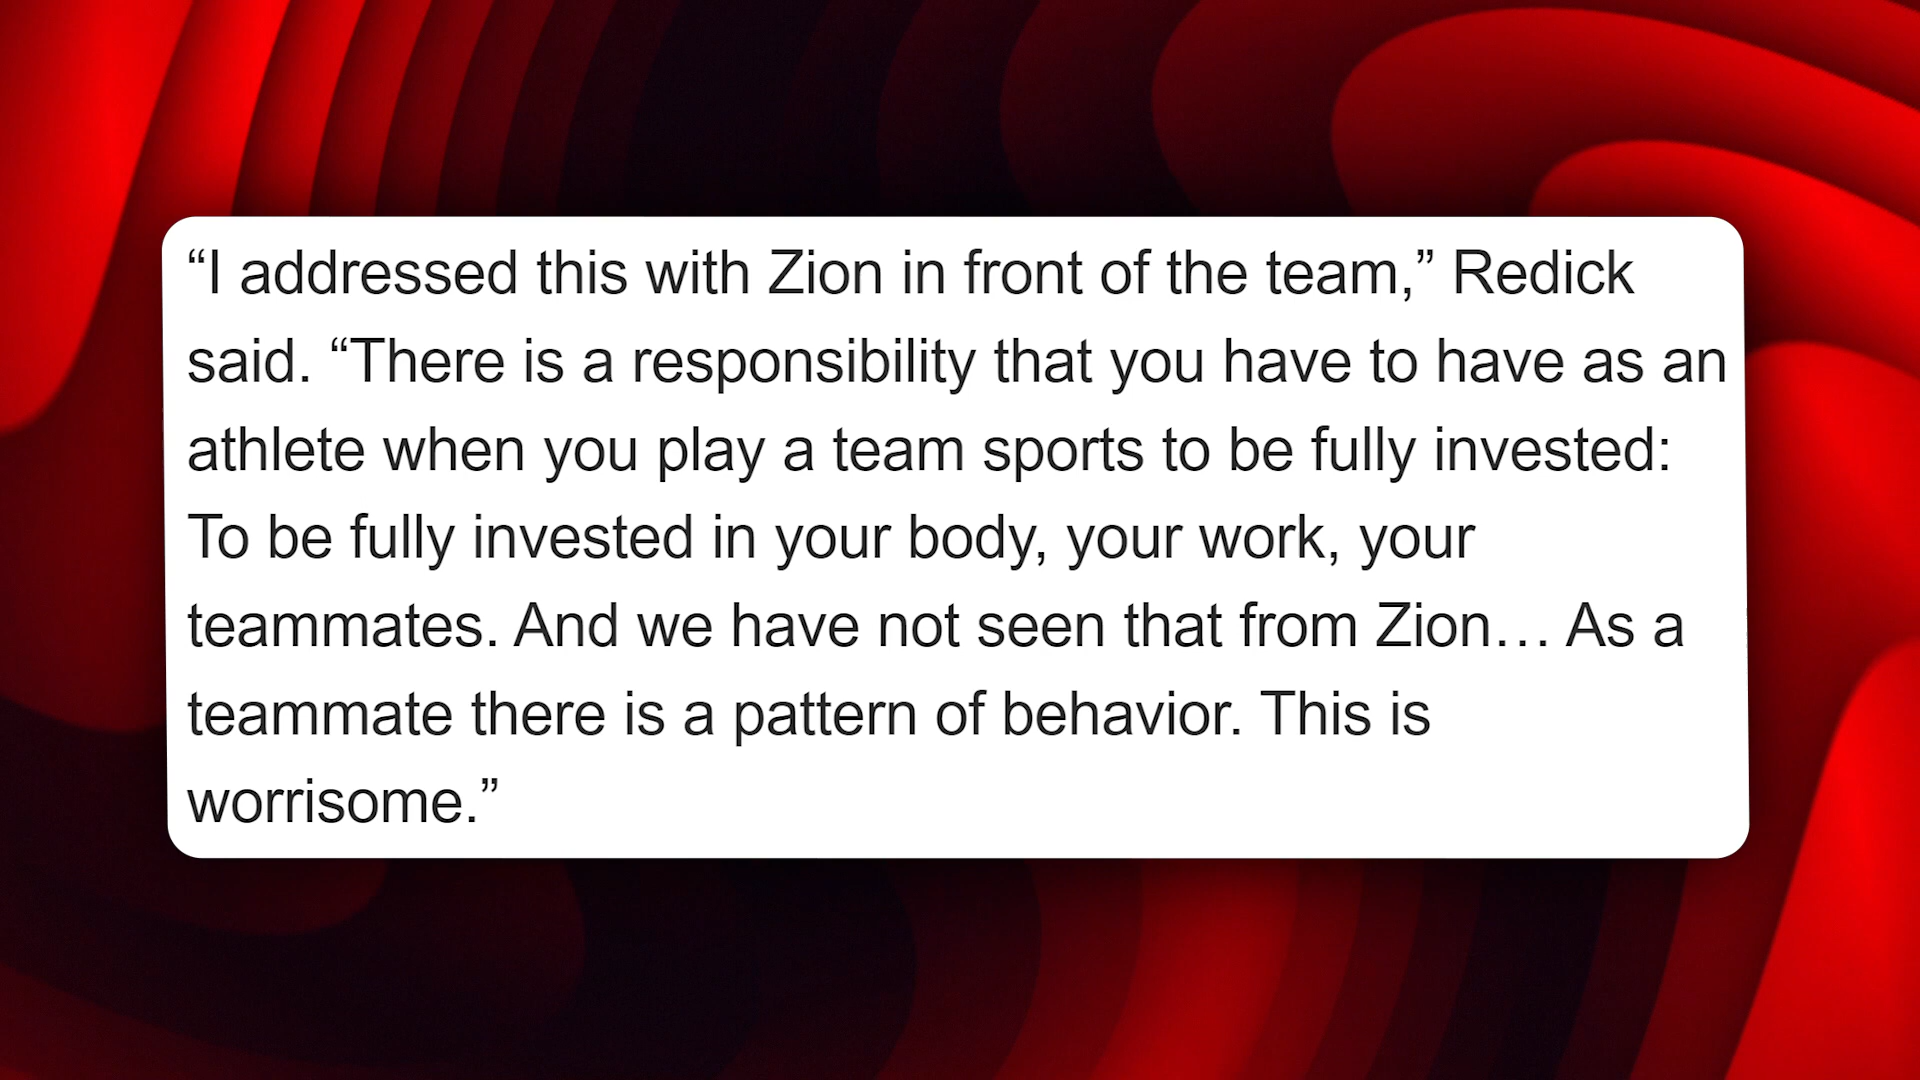 “I addressed this with Zion in front of the team,” Redick
said. “There is a responsibility that you have to have as an
athlete when you play a team sports to be fully invested:
To be fully invested in your body, your work, your
teammates. And we have not seen that from Zion… As a
teammate there is a pattern of behavior. This is
worrisome.”